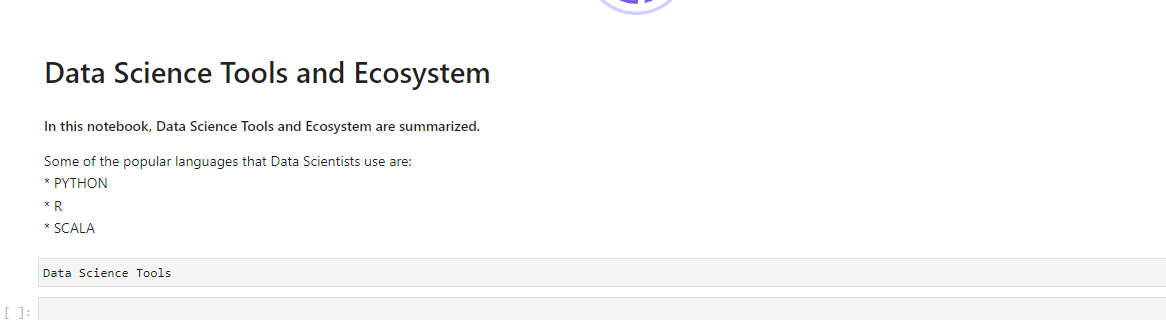 Data Science Tools and Ecosystem
In this notebook, Data Science Tools and Ecosystem are summarized.
Some of the popular languages that Data Scientists use are:
* PYTHON
* R
* SCALA
Data Science Tools
[ ]: